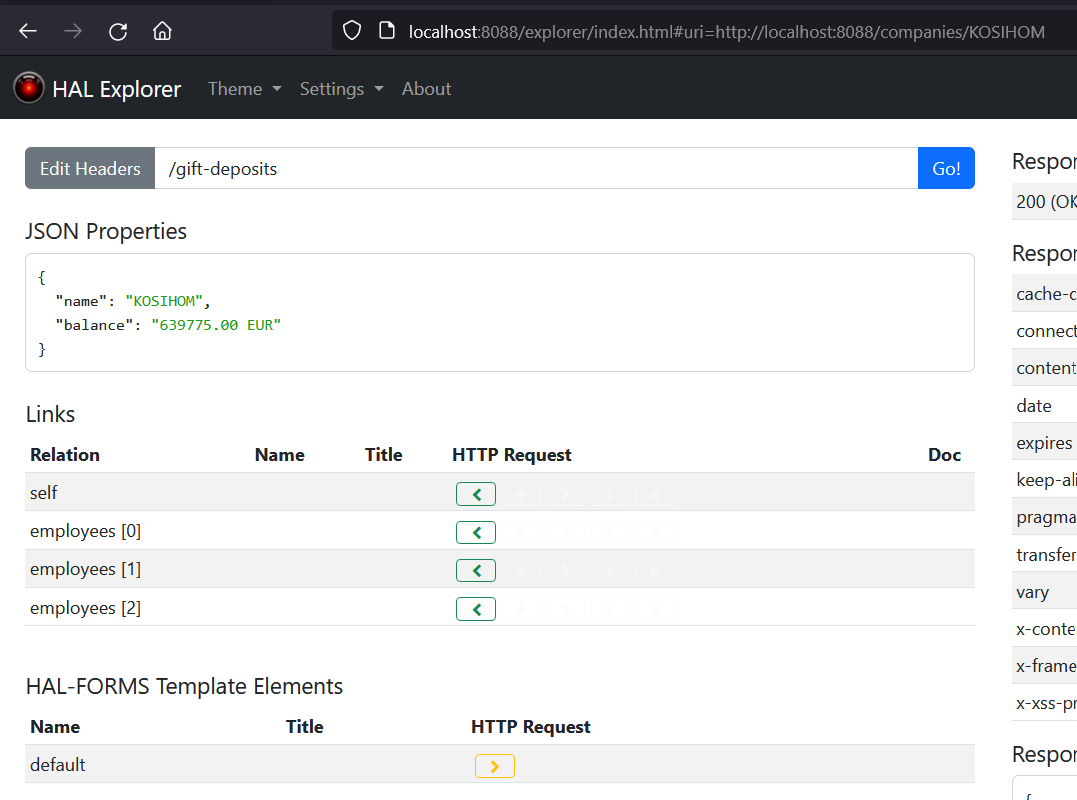 localhost:8088/explorer/index.html#uri=http://localhost:8088/companies/KOSIHOM
HAL Explorer Theme Settings About
Edit Headers /gift-deposits Go!
JSON Properties
{
"name": "KOSIHOM",
"balance": "639775.00 EUR"
}
Links
Relation Name Title HTTP Request Doc
self
employees [0]
employees [1]
employees [2]
HAL-FORMS Template Elements
Name Title HTTP Request
default
Respor
200 (OK
Respor
cache-c
connect
content
date
expires
keep-ali
pragma
transfer
vary
x-conte
x-frame
x-xss-pr
Respor
{